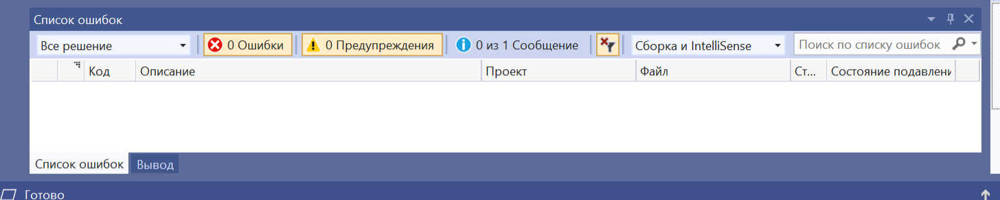 Список ошибок
Все решение 0 Ошибки 0 Предупреждения 0 из 1 Сообщение Сборка и IntelliSense Поиск по списку ошибок
Код Описание Проект Файл Ст... Состояние подавлени
Список ошибок Вывод
Готово